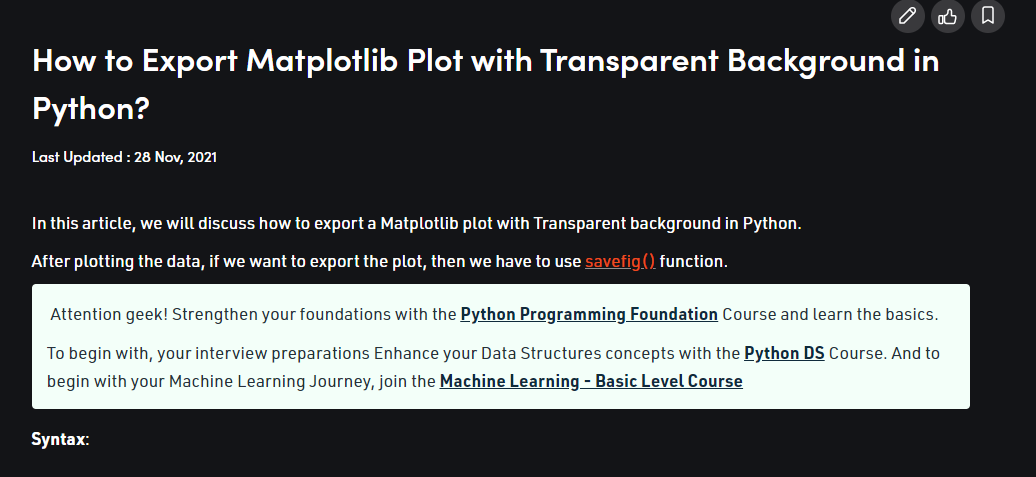 How to Export Matplotlib Plot with Transparent Background in
Python?
Last Updated : 28 Nov, 2021
In this article, we will discuss how to export a Matplotlib plot with Transparent background in Python.
After plotting the data, if we want to export the plot, then we have to use savefig() function.
Attention geek! Strengthen your foundations with the Python Programming Foundation Course and learn the basics.
To begin with, your interview preparations Enhance your Data Structures concepts with the Python DS Course. And to
begin with your Machine Learning Journey, join the Machine Learning - Basic Level Course
Syntax: